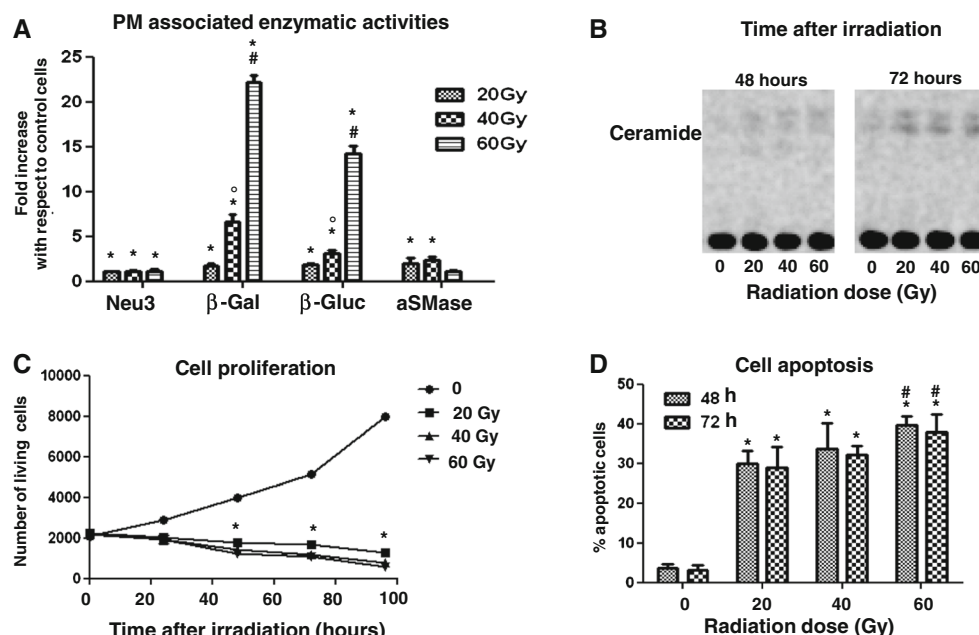 A
PM associated enzymatic activities
Fold increase
with respect to control cells
25
20
15
10
5
0
* * *
* ° * * #
* ° * * #
* *
20Gy
40Gy
60Gy
Neu3 β-Gal β-Gluc aSMase
B
Time after irradiation
48 hours 72 hours
Ceramide
0 20 40 60 0 20 40 60
Radiation dose (Gy)
C
Cell proliferation
Number of living cells
10000
8000
6000
4000
2000
0
0
20 Gy
40 Gy
60 Gy
* * *
0 20 40 60 80 100
Time after irradiation (hours)
D
Cell apoptosis
% apoptotic cells
50
40
30
20
10
0
48 h
72 h
# #
* * * * * *
0 20 40 60
Radiation dose (Gy)